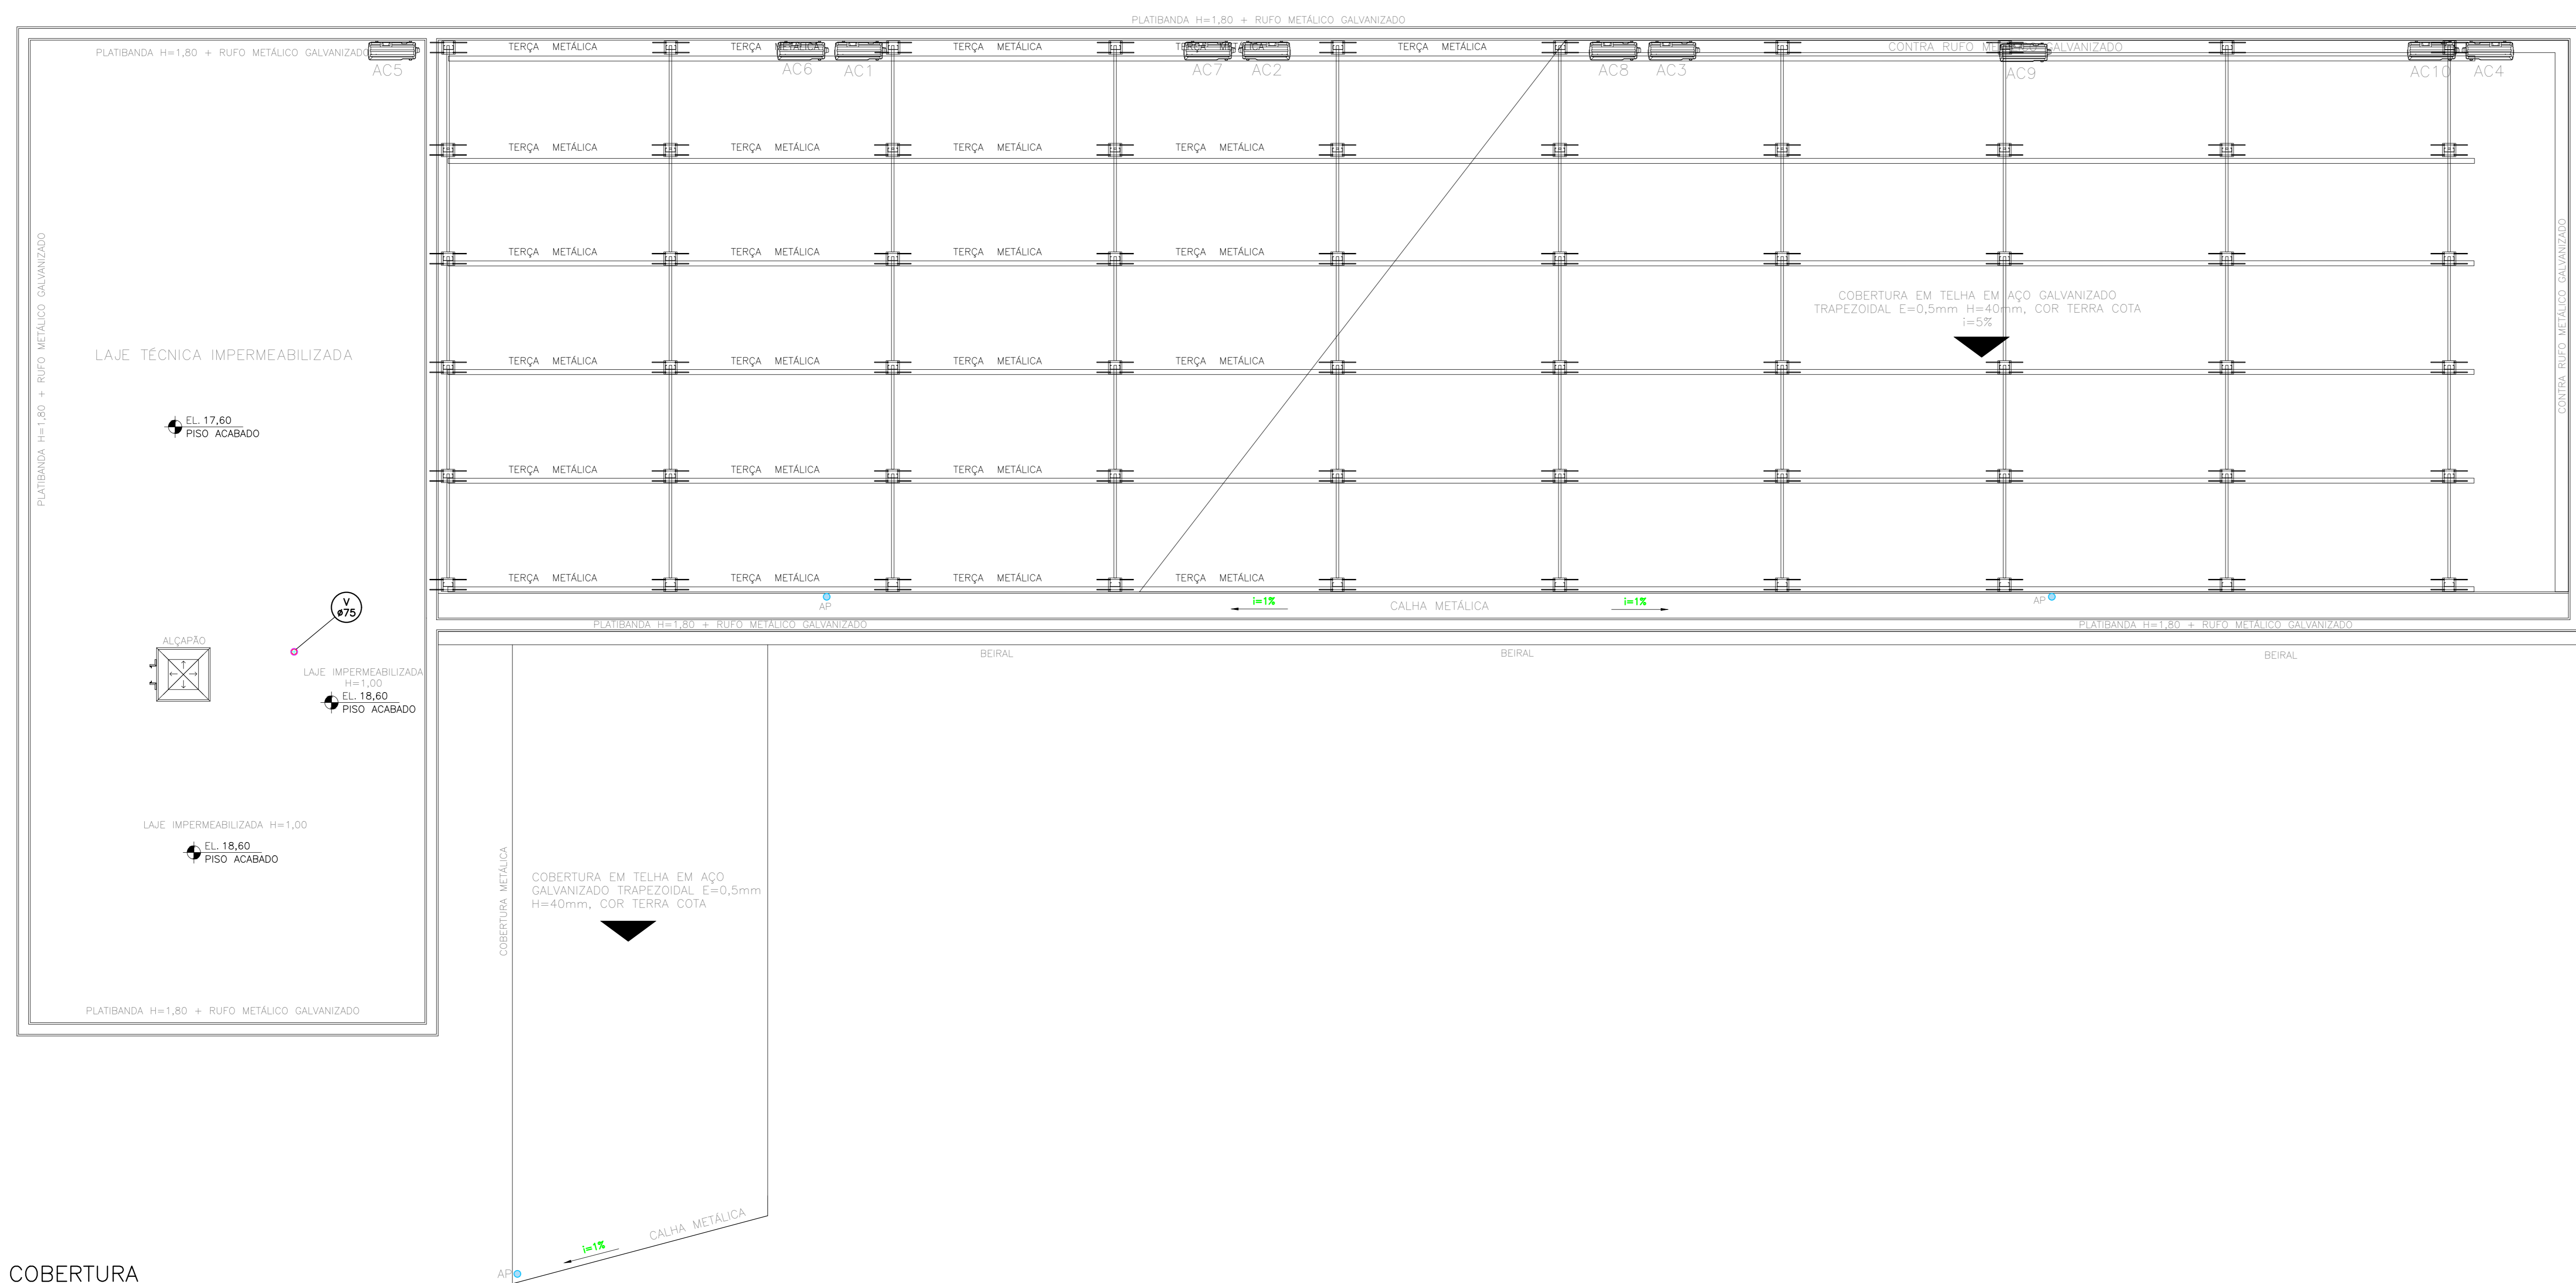 PLATIBANDA H=1,80 + RUFO METÁLICO GALVANIZADO
PLATIBANDA H=1,80 + RUFO METÁLICO GALVANIZADO
TERÇA METÁLICA
TERÇA METÁLICA
TERÇA METÁLICA
TERÇA METÁLICA
TERÇA METÁLICA
CONTRA RUFO METÁLICO GALVANIZADO
AC5
AC6
AC1
AC7
AC2
AC8
AC3
AC9
AC10
AC4
TERÇA METÁLICA
TERÇA METÁLICA
TERÇA METÁLICA
TERÇA METÁLICA
TERÇA METÁLICA
TERÇA METÁLICA
TERÇA METÁLICA
TERÇA METÁLICA
PLATIBANDA H=1,80 + RUFO METÁLICO GALVANIZADO
CONTRA RUFO METÁLICO GALVANIZADO
COBERTURA EM TELHA EM AÇO GALVANIZADO
TRAPEZOIDAL E=0,5mm H=40mm, COR TERRA COTA
i=5%
LAJE TÉCNICA IMPERMEABILIZADA
TERÇA METÁLICA
TERÇA METÁLICA
TERÇA METÁLICA
TERÇA METÁLICA
EL. 17,60
PISO ACABADO
TERÇA METÁLICA
TERÇA METÁLICA
TERÇA METÁLICA
TERÇA METÁLICA
TERÇA METÁLICA
TERÇA METÁLICA
TERÇA METÁLICA
V
ø75
AP
i=1%
CALHA METÁLICA
i=1%
AP
PLATIBANDA H=1,80 + RUFO METÁLICO GALVANIZADO
PLATIBANDA H=1,80 + RUFO METÁLICO GALVANIZADO
ALÇAPÃO
BEIRAL
BEIRAL
BEIRAL
LAJE IMPERMEABILIZADA
H=1,00
EL. 18,60
PISO ACABADO
LAJE IMPERMEABILIZADA H=1,00
EL. 18,60
PISO ACABADO
COBERTURA METÁLICA
COBERTURA EM TELHA EM AÇO
GALVANIZADO TRAPEZOIDAL E=0,5mm
H=40mm, COR TERRA COTA
PLATIBANDA H=1,80 + RUFO METÁLICO GALVANIZADO
CALHA METÁLICA
i=1%
AP
COBERTURA